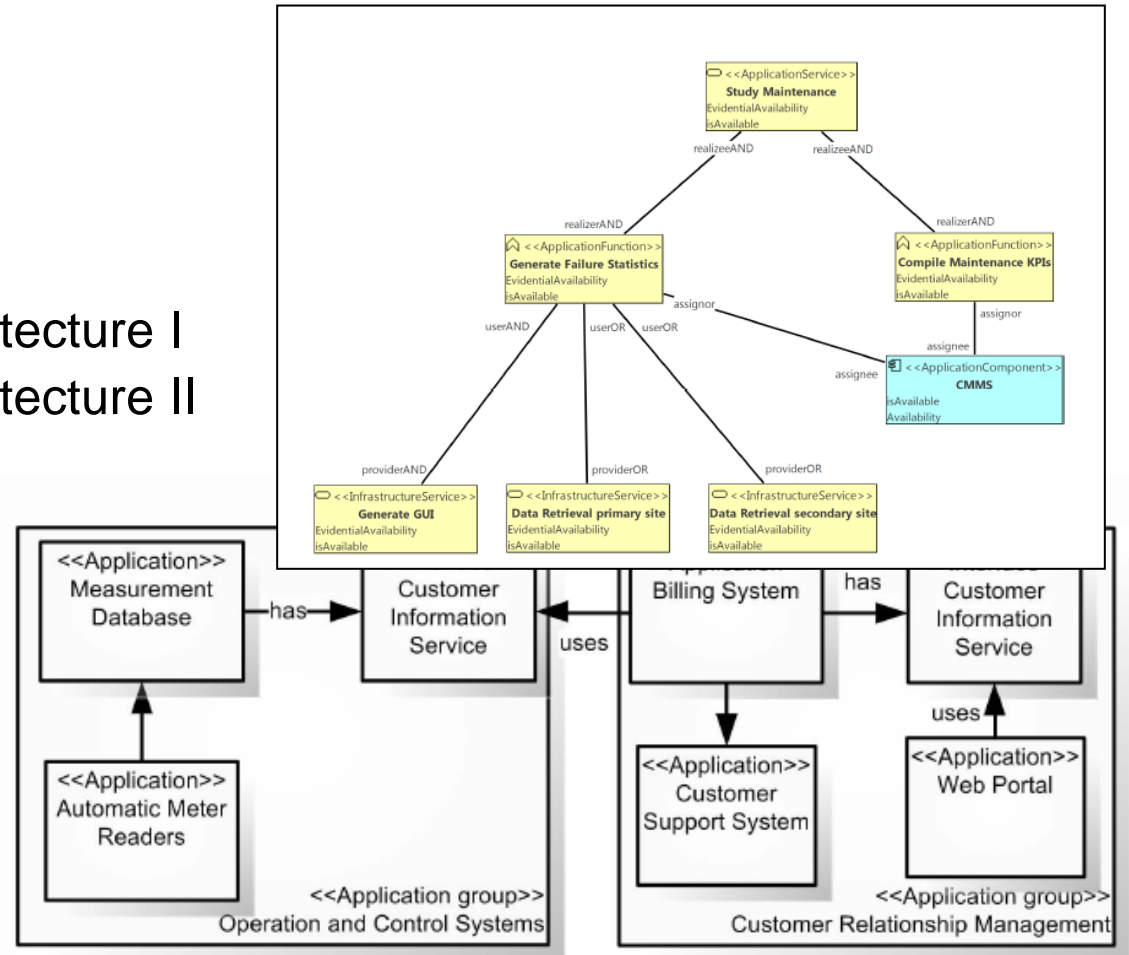 <<ApplicationService>>
Study Maintenance
EvidentialAvailability
isAvailable
realizeeAND
realizeeAND
realizerAND
realizerAND
<<ApplicationFunction>>
Generate Failure Statistics
EvidentialAvailability
isAvailable
<<ApplicationFunction>>
Compile Maintenance KPIs
EvidentialAvailability
isAvailable
assignor
assignor
userAND
userOR
userOR
assignee
assignee
<<ApplicationComponent>>
CMMS
isAvailable
Availability
providerAND
providerOR
providerOR
<<InfrastructureService>>
Generate GUI
EvidentialAvailability
isAvailable
<<InfrastructureService>>
Data Retrieval primary site
EvidentialAvailability
isAvailable
<<InfrastructureService>>
Data Retrieval secondary site
EvidentialAvailability
isAvailable
tecture I
tecture II
<<Application>>
Measurement
Database
has
Customer
Information
Service
uses
Billing System
has
Customer
Information
Service
uses
<<Application>>
Automatic Meter
Readers
<<Application>>
Customer
Support System
<<Application>>
Web Portal
<<Application group>>
Operation and Control Systems
<<Application group>>
Customer Relationship Management